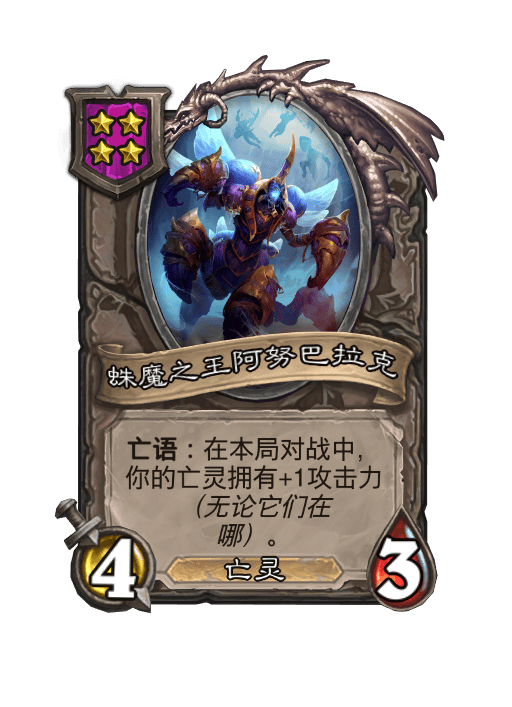 蛛魔之王阿努巴拉克
亡语：在本局对战中，
你的亡灵拥有+1攻击力
（无论它们在
哪）。
4
亡灵
3